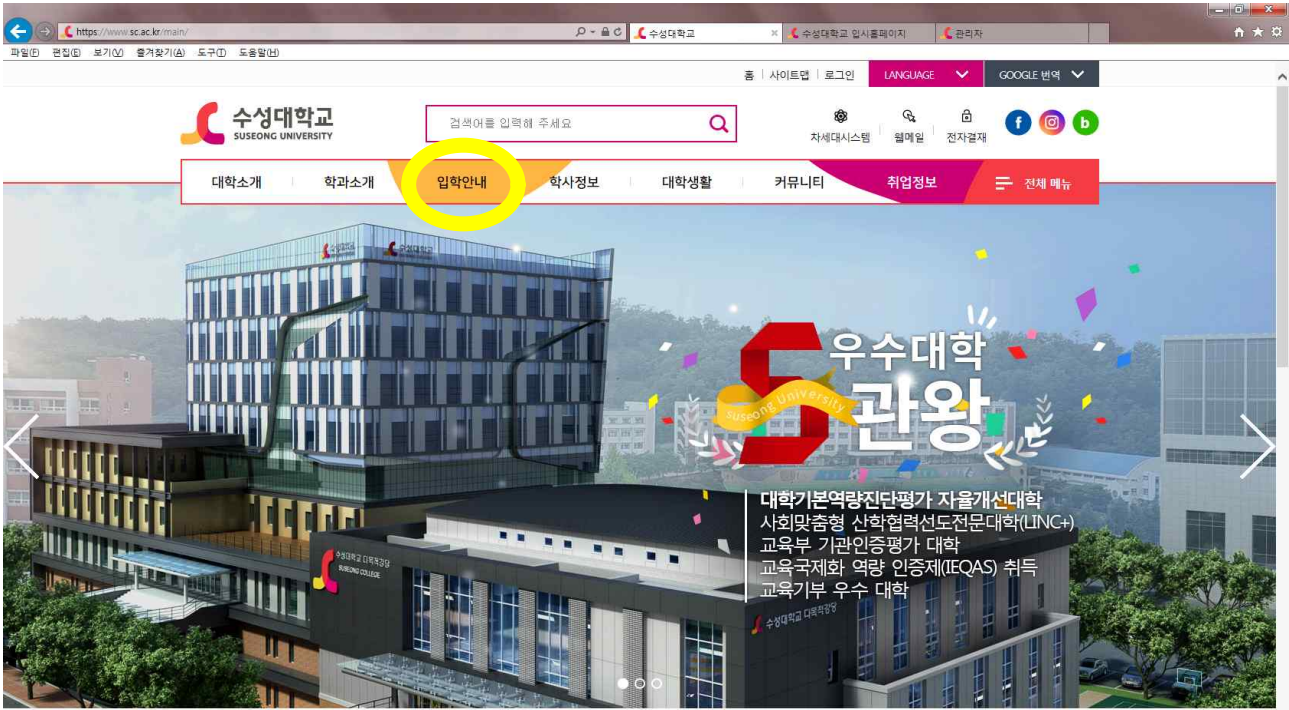 https://www.sc.ac.kr/main/
수성대학교
수성대학교 입시홈페이지
관리자
파일(F) 편집(E) 보기(V) 즐겨찾기(A) 도구(T) 도움말(H)
홈 사이트맵 로그인 LANGUAGE GOOGLE 번역
수성대학교
SUSEONG UNIVERSITY
검색어를 입력해 주세요
차세대시스템 웹메일 전자결재
f b
대학소개 학과소개 입학안내 학사정보 대학생활 커뮤니티 취업정보 전체 메뉴
수성대학교 수성대학교
우수대학
5관왕
Suseong University
대학기본역량진단평가 자율개선대학
사회맞춤형 산학협력선도전문대학(LINC+)
교육부 기관인증평가 대학
교육국제화 역량 인증제(IEQAS) 취득
교육기부 우수 대학
수성대학교 다목적강당
SUSEONG COLLEGE
수성대학교 다목적강당